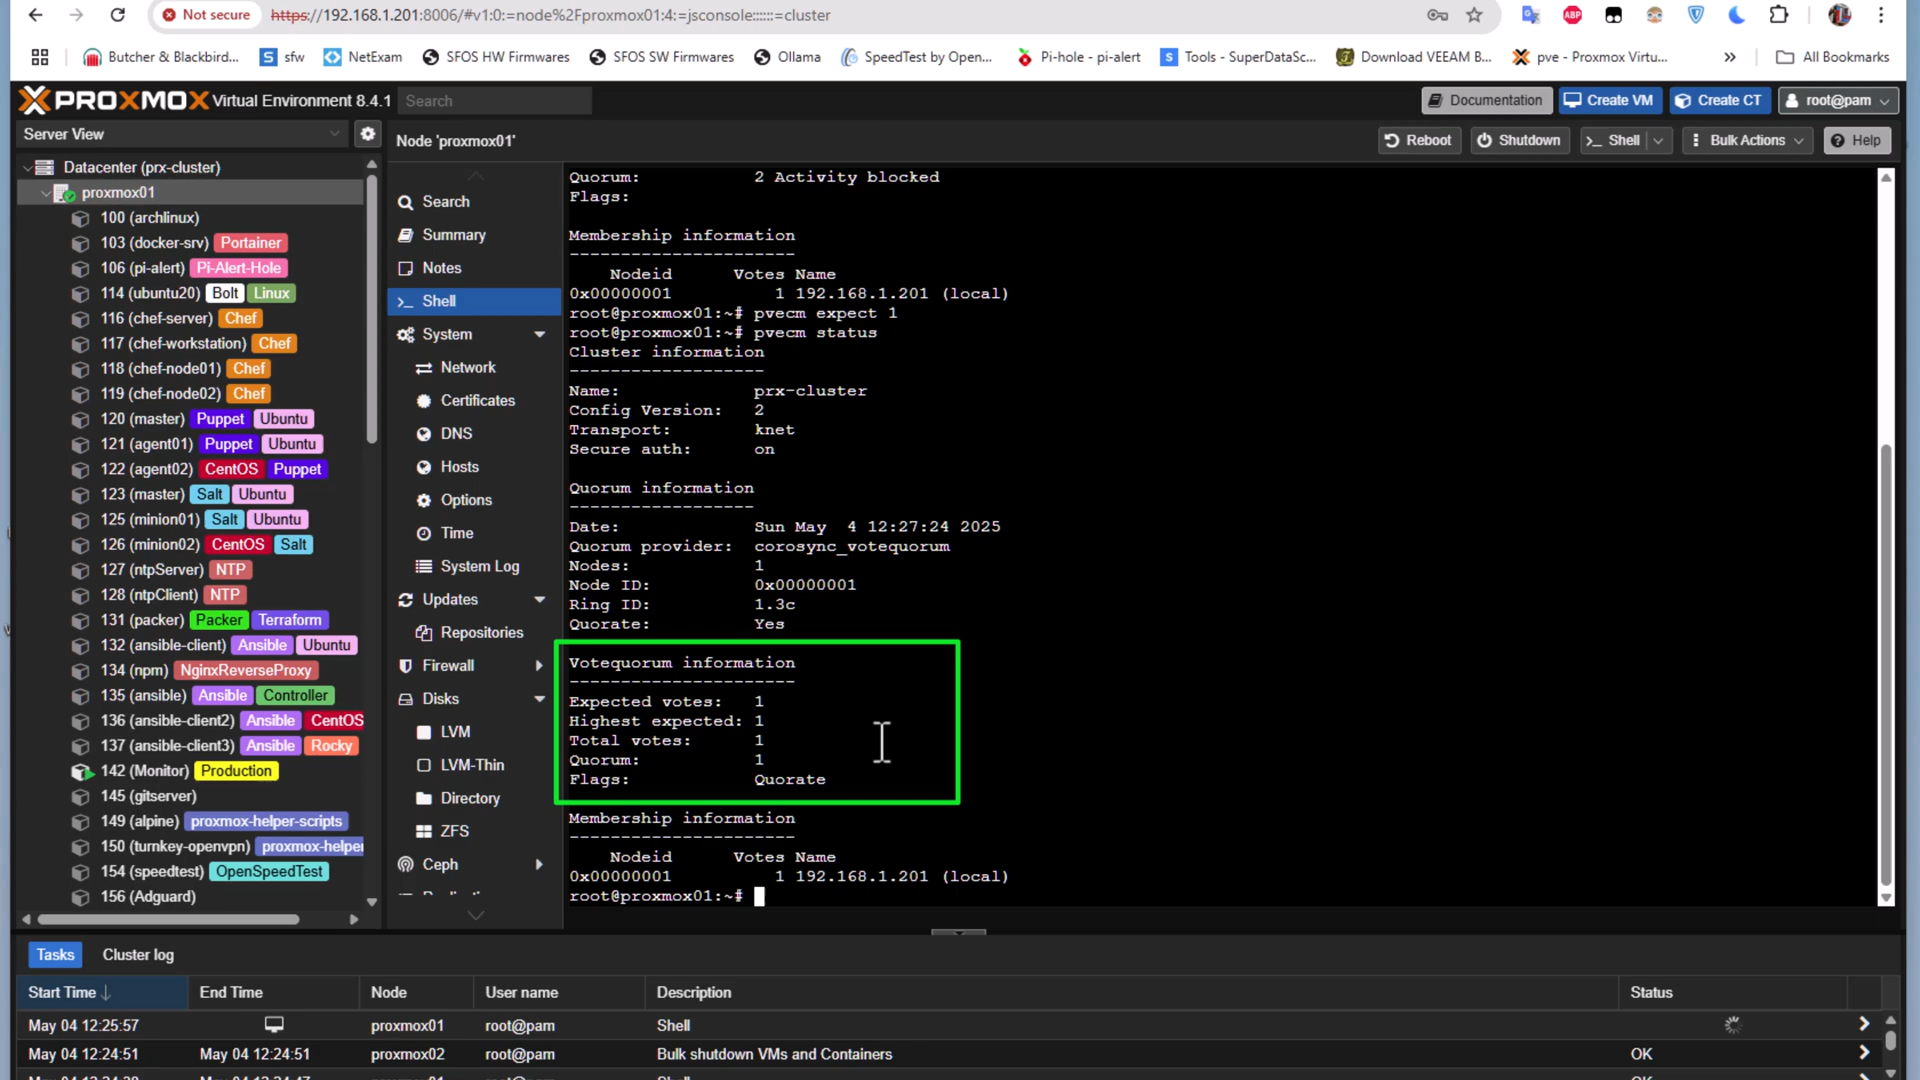 Not secure https://192.168.1.201:8006/#v1:0:=node%2Fproxmox01:4:=jsconsole::::::=cluster
Butcher & Blackbird... sfw NetExam SFOS HW Firmwares SFOS SW Firmwares Ollama SpeedTest by Open... Pi-hole - pi-alert Tools - SuperDataSc... Download VEEAM B... pve - Proxmox Virtu... » All Bookmarks
PROXMOX Virtual Environment 8.4.1 Search Documentation Create VM Create CT root@pam
Server View
Node 'proxmox01' Reboot Shutdown >_ Shell Bulk Actions Help
Datacenter (prx-cluster)
proxmox01
100 (archlinux)
103 (docker-srv) Portainer
106 (pi-alert) Pi-Alert-Hole
114 (ubuntu20) Bolt Linux
116 (chef-server) Chef
117 (chef-workstation) Chef
118 (chef-node01) Chef
119 (chef-node02) Chef
120 (master) Puppet Ubuntu
121 (agent01) Puppet Ubuntu
122 (agent02) CentOS Puppet
123 (master) Salt Ubuntu
125 (minion01) Salt Ubuntu
126 (minion02) CentOS Salt
127 (ntpServer) NTP
128 (ntpClient) NTP
131 (packer) Packer Terraform
132 (ansible-client) Ansible Ubuntu
134 (npm) NginxReverseProxy
135 (ansible) Ansible Controller
136 (ansible-client2) Ansible CentOS
137 (ansible-client3) Ansible Rocky
142 (Monitor) Production
145 (gitserver)
149 (alpine) proxmox-helper-scripts
150 (turnkey-openvpn) proxmox-helper
154 (speedtest) OpenSpeedTest
156 (Adguard)
Search
Summary
Notes
>_ Shell
System
Network
Certificates
DNS
Hosts
Options
Time
System Log
Updates
Repositories
Firewall
Disks
LVM
LVM-Thin
Directory
ZFS
Ceph
Quorum: 2 Activity blocked
Flags:
Membership information
----------------------
Nodeid Votes Name
0x00000001 1 192.168.1.201 (local)
root@proxmox01:~# pvecm expect 1
root@proxmox01:~# pvecm status
Cluster information
-------------------
Name: prx-cluster
Config Version: 2
Transport: knet
Secure auth: on
Quorum information
------------------
Date: Sun May 4 12:27:24 2025
Quorum provider: corosync_votequorum
Nodes: 1
Node ID: 0x00000001
Ring ID: 1.3c
Quorate: Yes
Votequorum information
----------------------
Expected votes: 1
Highest expected: 1
Total votes: 1
Quorum: 1
Flags: Quorate
Membership information
----------------------
Nodeid Votes Name
0x00000001 1 192.168.1.201 (local)
root@proxmox01:~#
Tasks Cluster log
Start Time End Time Node User name Description Status
May 04 12:25:57 proxmox01 root@pam Shell
May 04 12:24:51 May 04 12:24:51 proxmox02 root@pam Bulk shutdown VMs and Containers OK